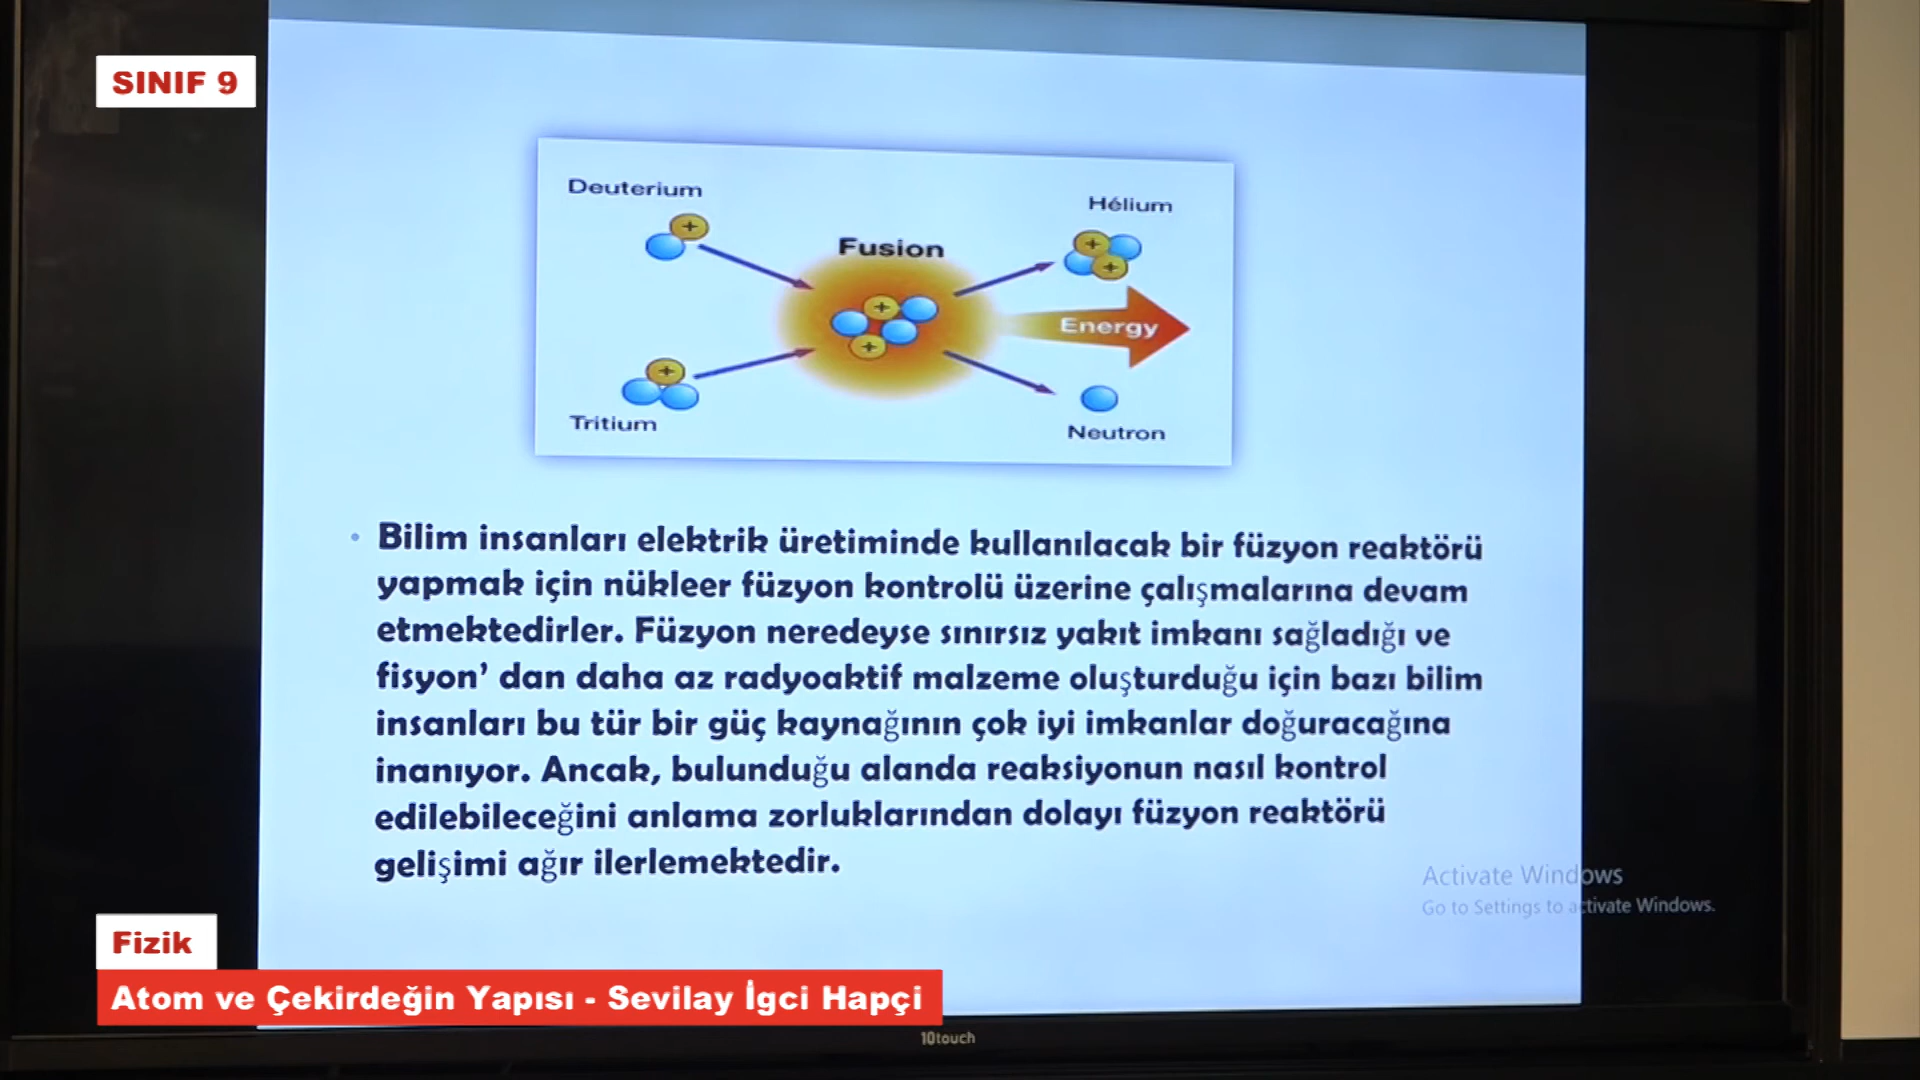 SINIF 9
Deuterium
Hélium
Fusion
Energy
Tritium
Neutron
• Bilim insanları elektrik üretiminde kullanılacak bir füzyon reaktörü
yapmak için nükleer füzyon kontrolü üzerine çalışmalarına devam
etmektedirler. Füzyon neredeyse sınırsız yakıt imkanı sağladığı ve
fisyon’ dan daha az radyoaktif malzeme oluşturduğu için bazı bilim
insanları bu tür bir güç kaynağının çok iyi imkanlar doğuracağına
inanıyor. Ancak, bulunduğu alanda reaksiyonun nasıl kontrol
edilebileceğini anlama zorluklarından dolayı füzyon reaktörü
gelişimi ağır ilerlemektedir.
Activate Windows
Go to Settings to activate Windows.
Fizik
Atom ve Çekirdeğin Yapısı - Sevilay İgci Hapçi
10touch